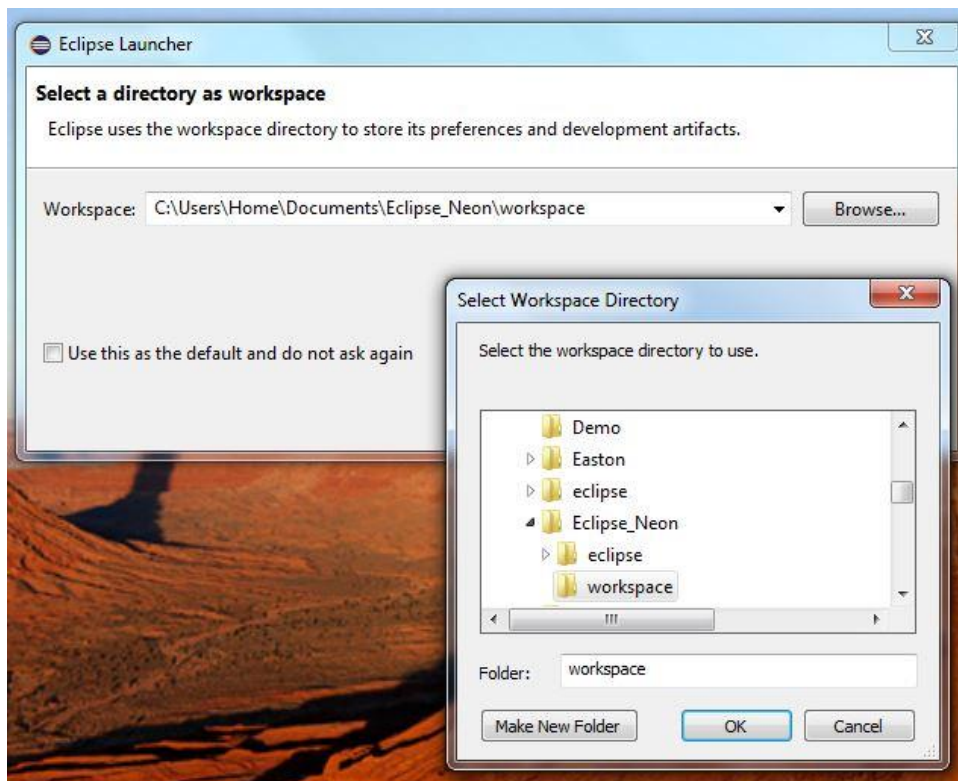 Eclipse Launcher
Select a directory as workspace
Eclipse uses the workspace directory to store its preferences and development artifacts.
Workspace: C:\Users\Home\Documents\Eclipse_Neon\workspace Browse...
Use this as the default and do not ask again
Select Workspace Directory
Select the workspace directory to use.
Demo
Easton
eclipse
Eclipse_Neon
eclipse
workspace
Folder: workspace
Make New Folder OK Cancel